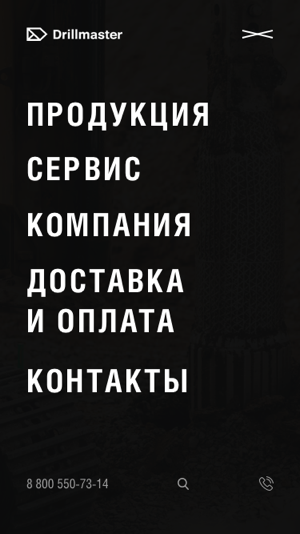 Drillmaster
ПРОДУКЦИЯ
СЕРВИС
КОМПАНИЯ
ДОСТАВКА
И ОПЛАТА
КОНТАКТЫ
8 800 550-73-14